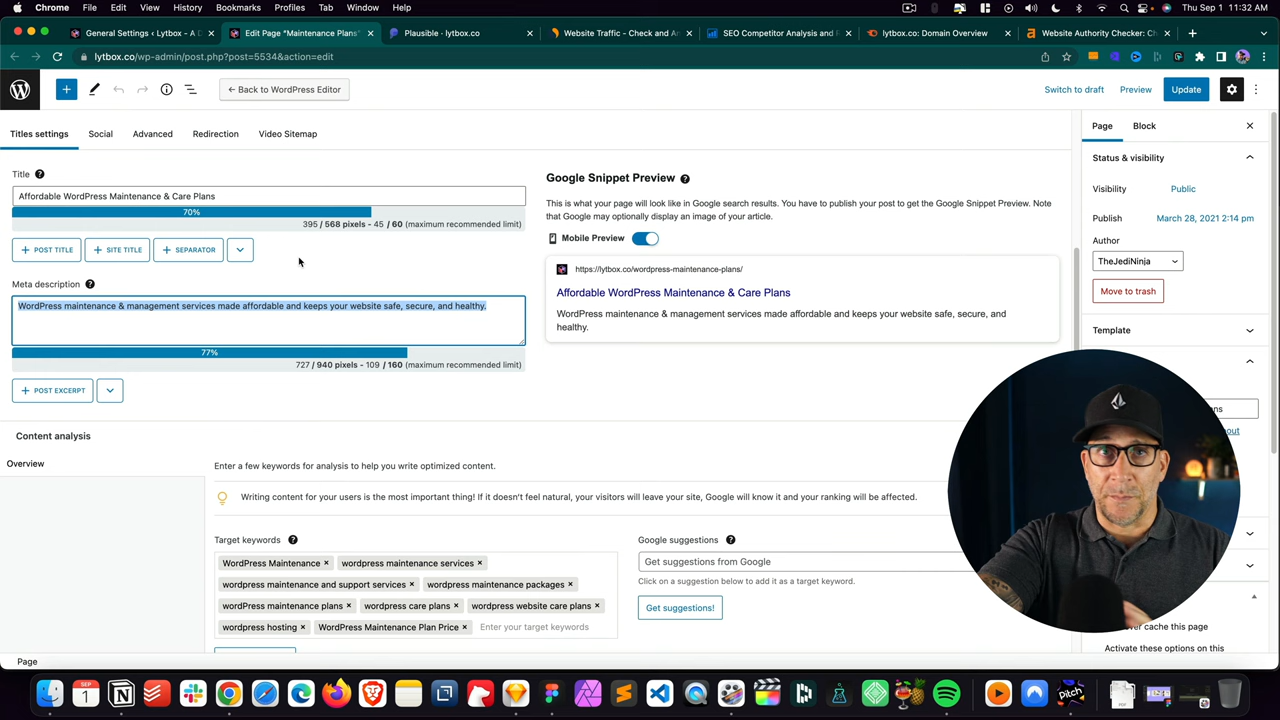 Chrome File Edit View History Bookmarks Profiles Tab Window Help Thu Sep 1 11:32 AM
General Settings ‹ Lytbox - A D × Edit Page "Maintenance Plans" × Plausible · lytbox.co × Website Traffic - Check and An × SEO Competitor Analysis and R × lytbox.co: Domain Overview × Website Authority Checker: Ch ×
lytbox.co/wp-admin/post.php?post=5534&action=edit
← Back to WordPress Editor Switch to draft Preview Update
Titles settings Social Advanced Redirection Video Sitemap Page Block
Title
Affordable WordPress Maintenance & Care Plans
70%
395 / 568 pixels - 45 / 60 (maximum recommended limit)
+ POST TITLE + SITE TITLE + SEPARATOR
Meta description
WordPress maintenance & management services made affordable and keeps your website safe, secure, and healthy.
77%
727 / 940 pixels - 109 / 160 (maximum recommended limit)
+ POST EXCERPT
Google Snippet Preview
This is what your page will look like in Google search results. You have to publish your post to get the Google Snippet Preview. Note
that Google may optionally display an image of your article.
Mobile Preview
https://lytbox.co/wordpress-maintenance-plans/
Affordable WordPress Maintenance & Care Plans
WordPress maintenance & management services made affordable and keeps your website safe, secure, and
healthy.
Status & visibility
Visibility Public
Publish March 28, 2021 2:14 pm
Author
TheJediNinja
Move to trash
Template
Content analysis
Overview
Enter a few keywords for analysis to help you write optimized content.
Writing content for your users is the most important thing! If it doesn't feel natural, your visitors will leave your site, Google will know it and your ranking will be affected.
Target keywords
WordPress Maintenance × wordpress maintenance services ×
wordpress maintenance and support services × wordpress maintenance packages ×
wordPress maintenance plans × wordpress care plans × wordpress website care plans ×
wordpress hosting × WordPress Maintenance Plan Price × Enter your target keywords
Google suggestions
Get suggestions from Google
Click on a suggestion below to add it as a target keyword.
Get suggestions!
cache this page
Activate these options on this
Page
SEP
1
Pitch
PDF